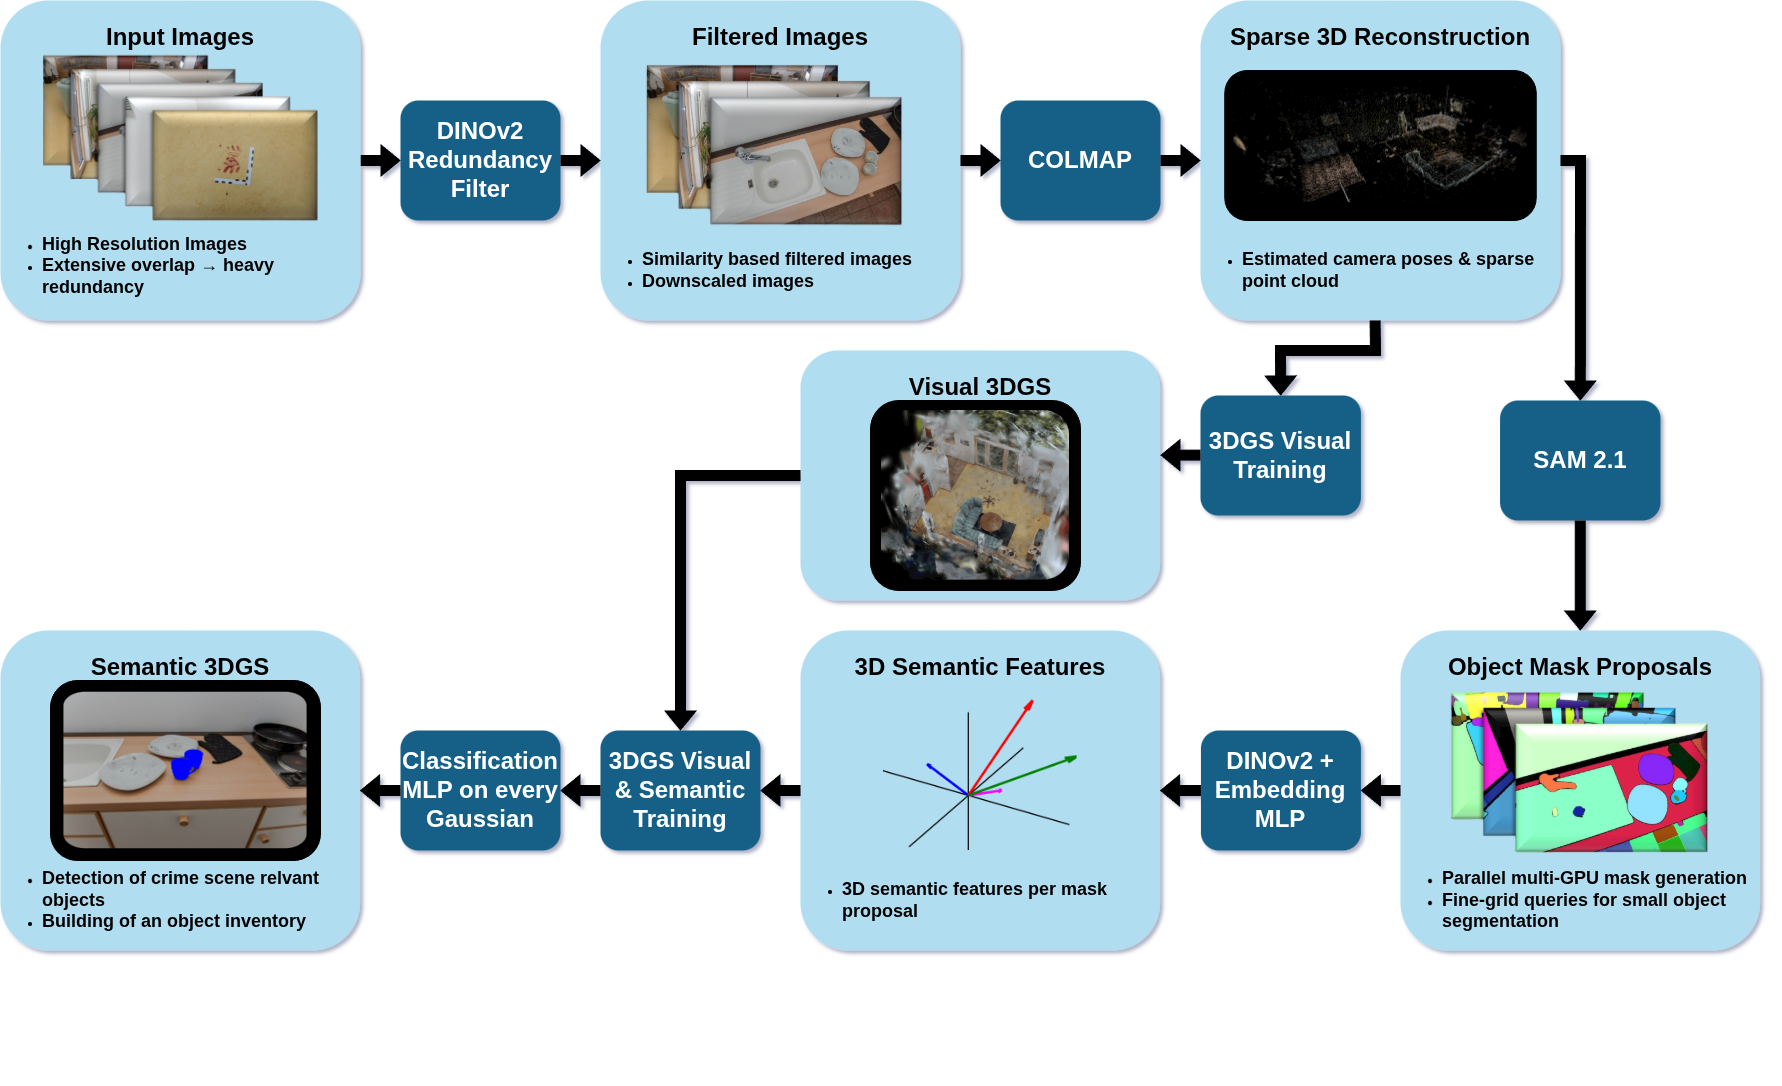 Input Images
• High Resolution Images
• Extensive overlap → heavy
redundancy
DINOv2
Redundancy
Filter
Filtered Images
• Similarity based filtered images
• Downscaled images
COLMAP
Sparse 3D Reconstruction
• Estimated camera poses & sparse
point cloud
Visual 3DGS
3DGS Visual
Training
SAM 2.1
Semantic 3DGS
• Detection of crime scene relvant
objects
• Building of an object inventory
Classification
MLP on every
Gaussian
3DGS Visual
& Semantic
Training
3D Semantic Features
• 3D semantic features per mask
proposal
DINOv2 +
Embedding
MLP
Object Mask Proposals
• Parallel multi-GPU mask generation
• Fine-grid queries for small object
segmentation